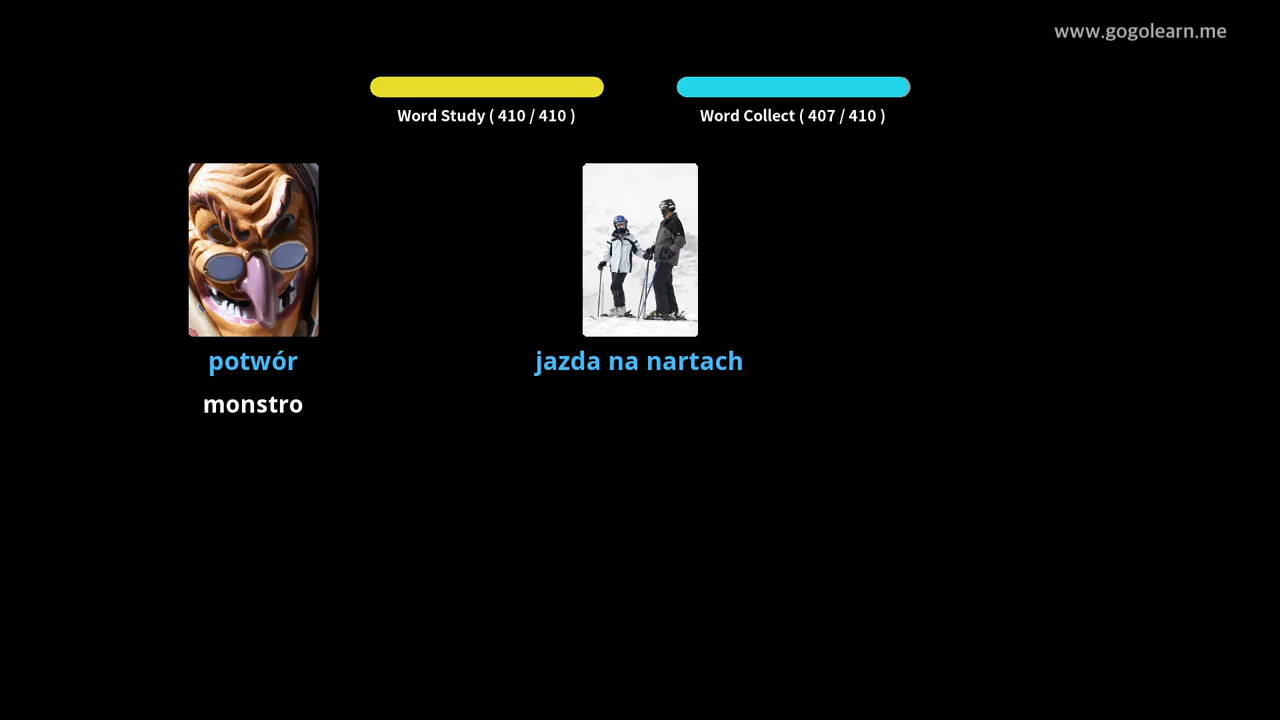 www.gogolearn.me
Word Study ( 410 / 410 )
Word Collect ( 407 / 410 )
potwór
monstro
jazda na nartach